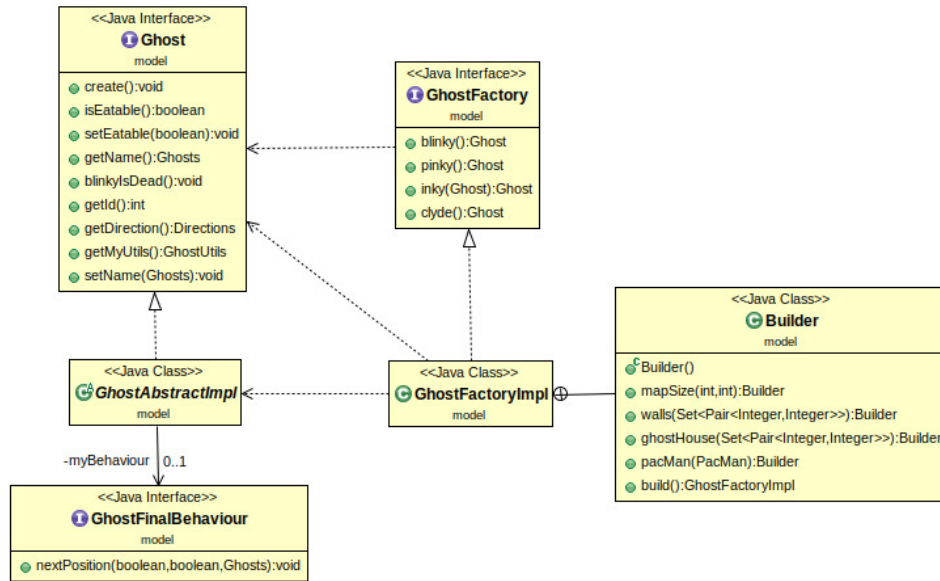 <<Java Interface>>
Ghost
model
create():void
isEatable():boolean
setEatable(boolean):void
getName():Ghosts
blinkyIsDead():void
getId():int
getDirection():Directions
getMyUtils():GhostUtils
setName(Ghosts):void
<<Java Interface>>
GhostFactory
model
blinky():Ghost
pinky():Ghost
inky(Ghost):Ghost
clyde():Ghost
<<Java Class>>
GhostAbstractImpl
model
<<Java Class>>
GhostFactoryImpl
model
<<Java Class>>
Builder
model
Builder()
mapSize(int,int):Builder
walls(Set<Pair<Integer,Integer>>):Builder
ghostHouse(Set<Pair<Integer,Integer>>):Builder
pacMan(PacMan):Builder
build():GhostFactoryImpl
-myBehaviour 0..1
<<Java Interface>>
GhostFinalBehaviour
model
nextPosition(boolean,boolean,Ghosts):void